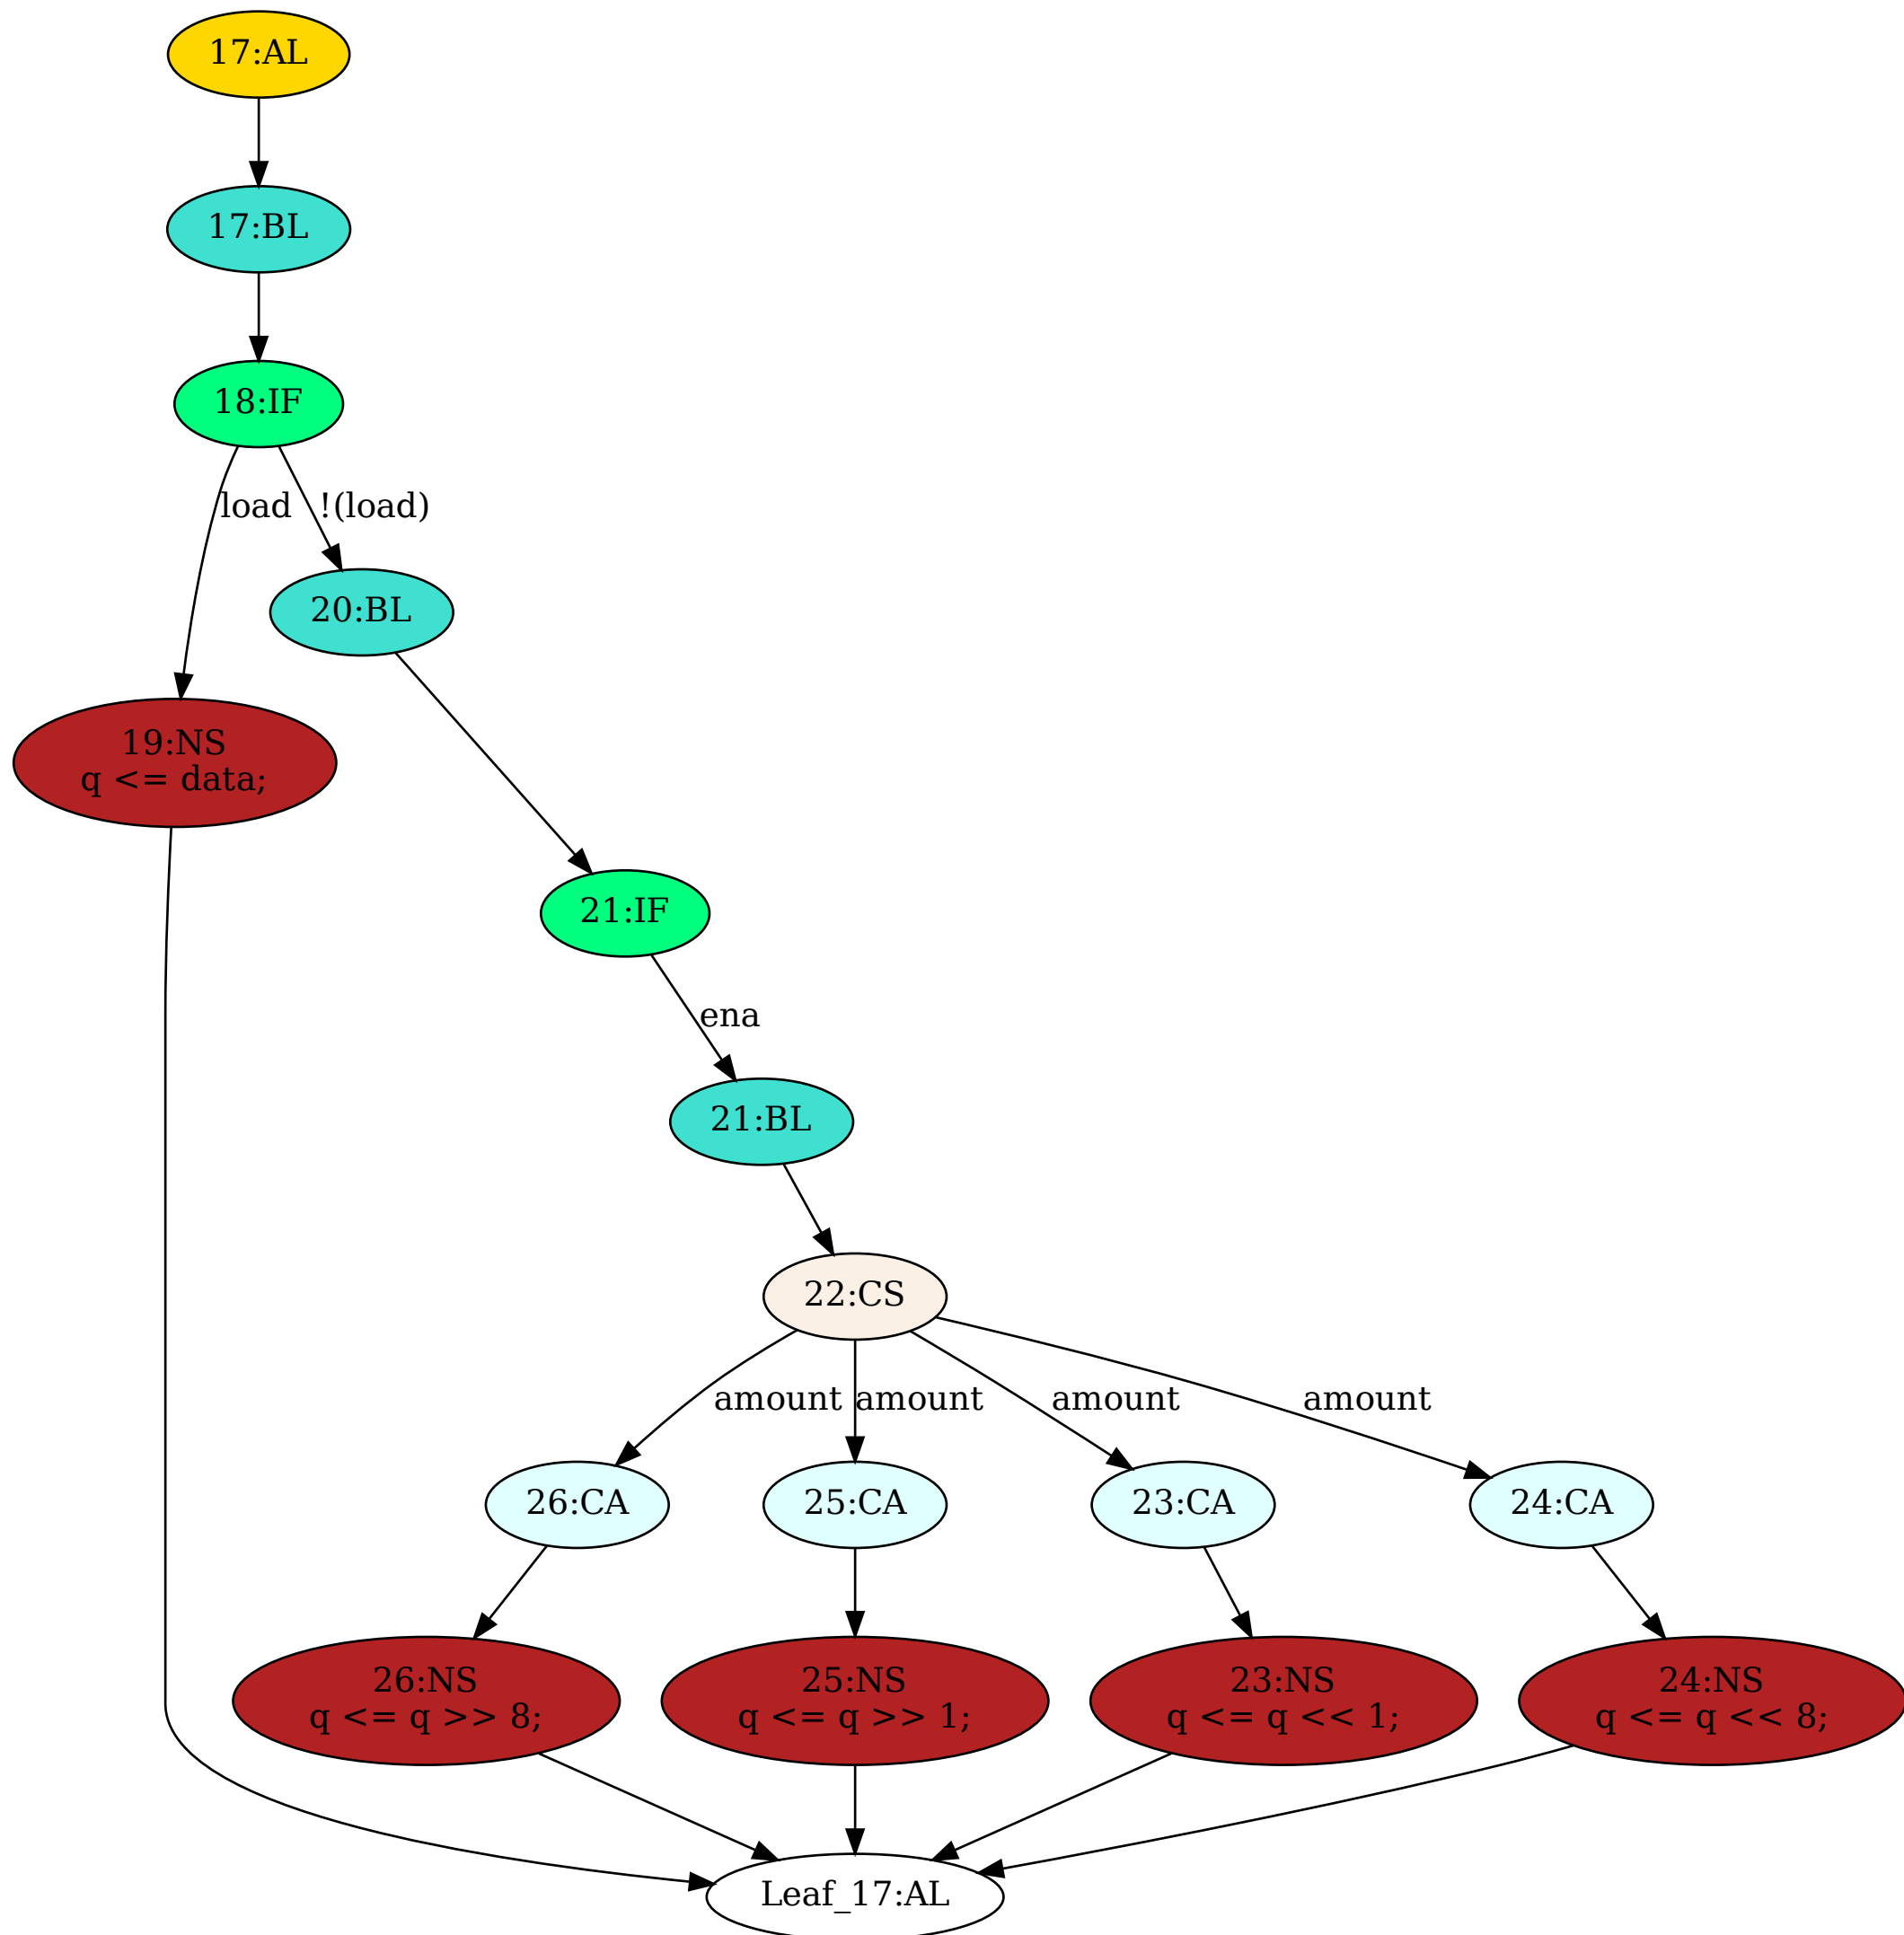 17:AL
17:BL
18:IF
load
!(load)
20:BL
19:NS
q <= data;
21:IF
ena
21:BL
22:CS
amount
amount
amount
amount
26:CA
25:CA
23:CA
24:CA
26:NS
q <= q >> 8;
25:NS
q <= q >> 1;
23:NS
q <= q << 1;
24:NS
q <= q << 8;
Leaf_17:AL